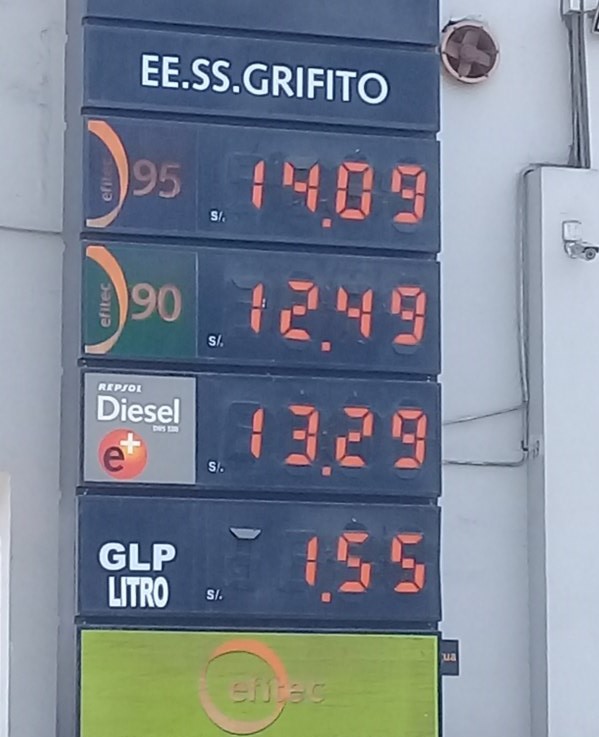 EE.SS.GRIFITO
efitec 95 S/. 14.09
efitec 90 S/. 12.49
REPSOL
Diesel
e+ S/. 13.29
GLP
LITRO S/. 1.55
efitec